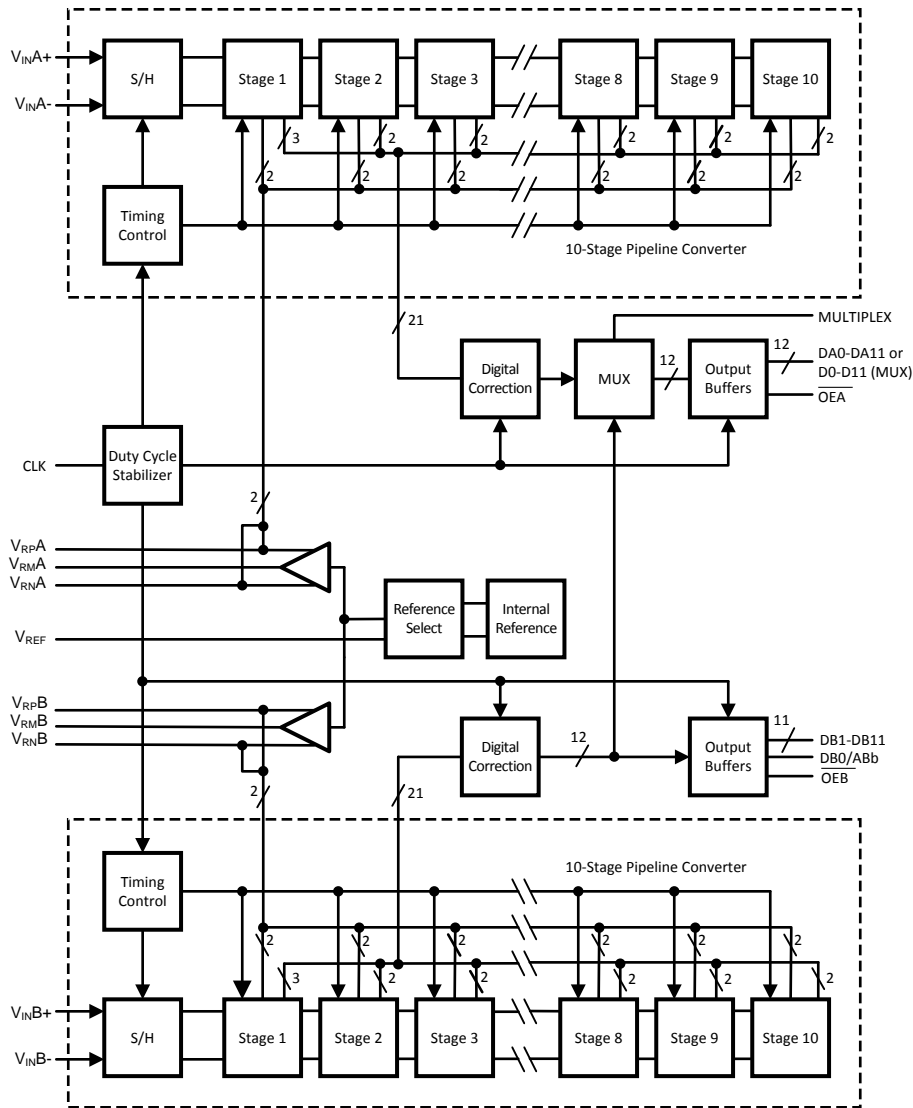 VINA+
VINA-
S/H
Stage 1
Stage 2
Stage 3
Stage 8
Stage 9
Stage 10
3
2
2
2
2
2
2
2
2
2
2
2
Timing
Control
10-Stage Pipeline Converter
21
MULTIPLEX
Digital
Correction
MUX
12
Output
Buffers
12
DA0-DA11 or
D0-D11 (MUX)
OEA
CLK
Duty Cycle
Stabilizer
2
VRPA
VRMA
VRNA
Reference
Select
Internal
Reference
VREF
VRPB
VRMB
VRNB
2
21
Digital
Correction
12
Output
Buffers
11
DB1-DB11
DB0/ABb
OEB
Timing
Control
10-Stage Pipeline Converter
2
2
2
2
2
2
3
2
2
2
2
2
VINB+
VINB-
S/H
Stage 1
Stage 2
Stage 3
Stage 8
Stage 9
Stage 10